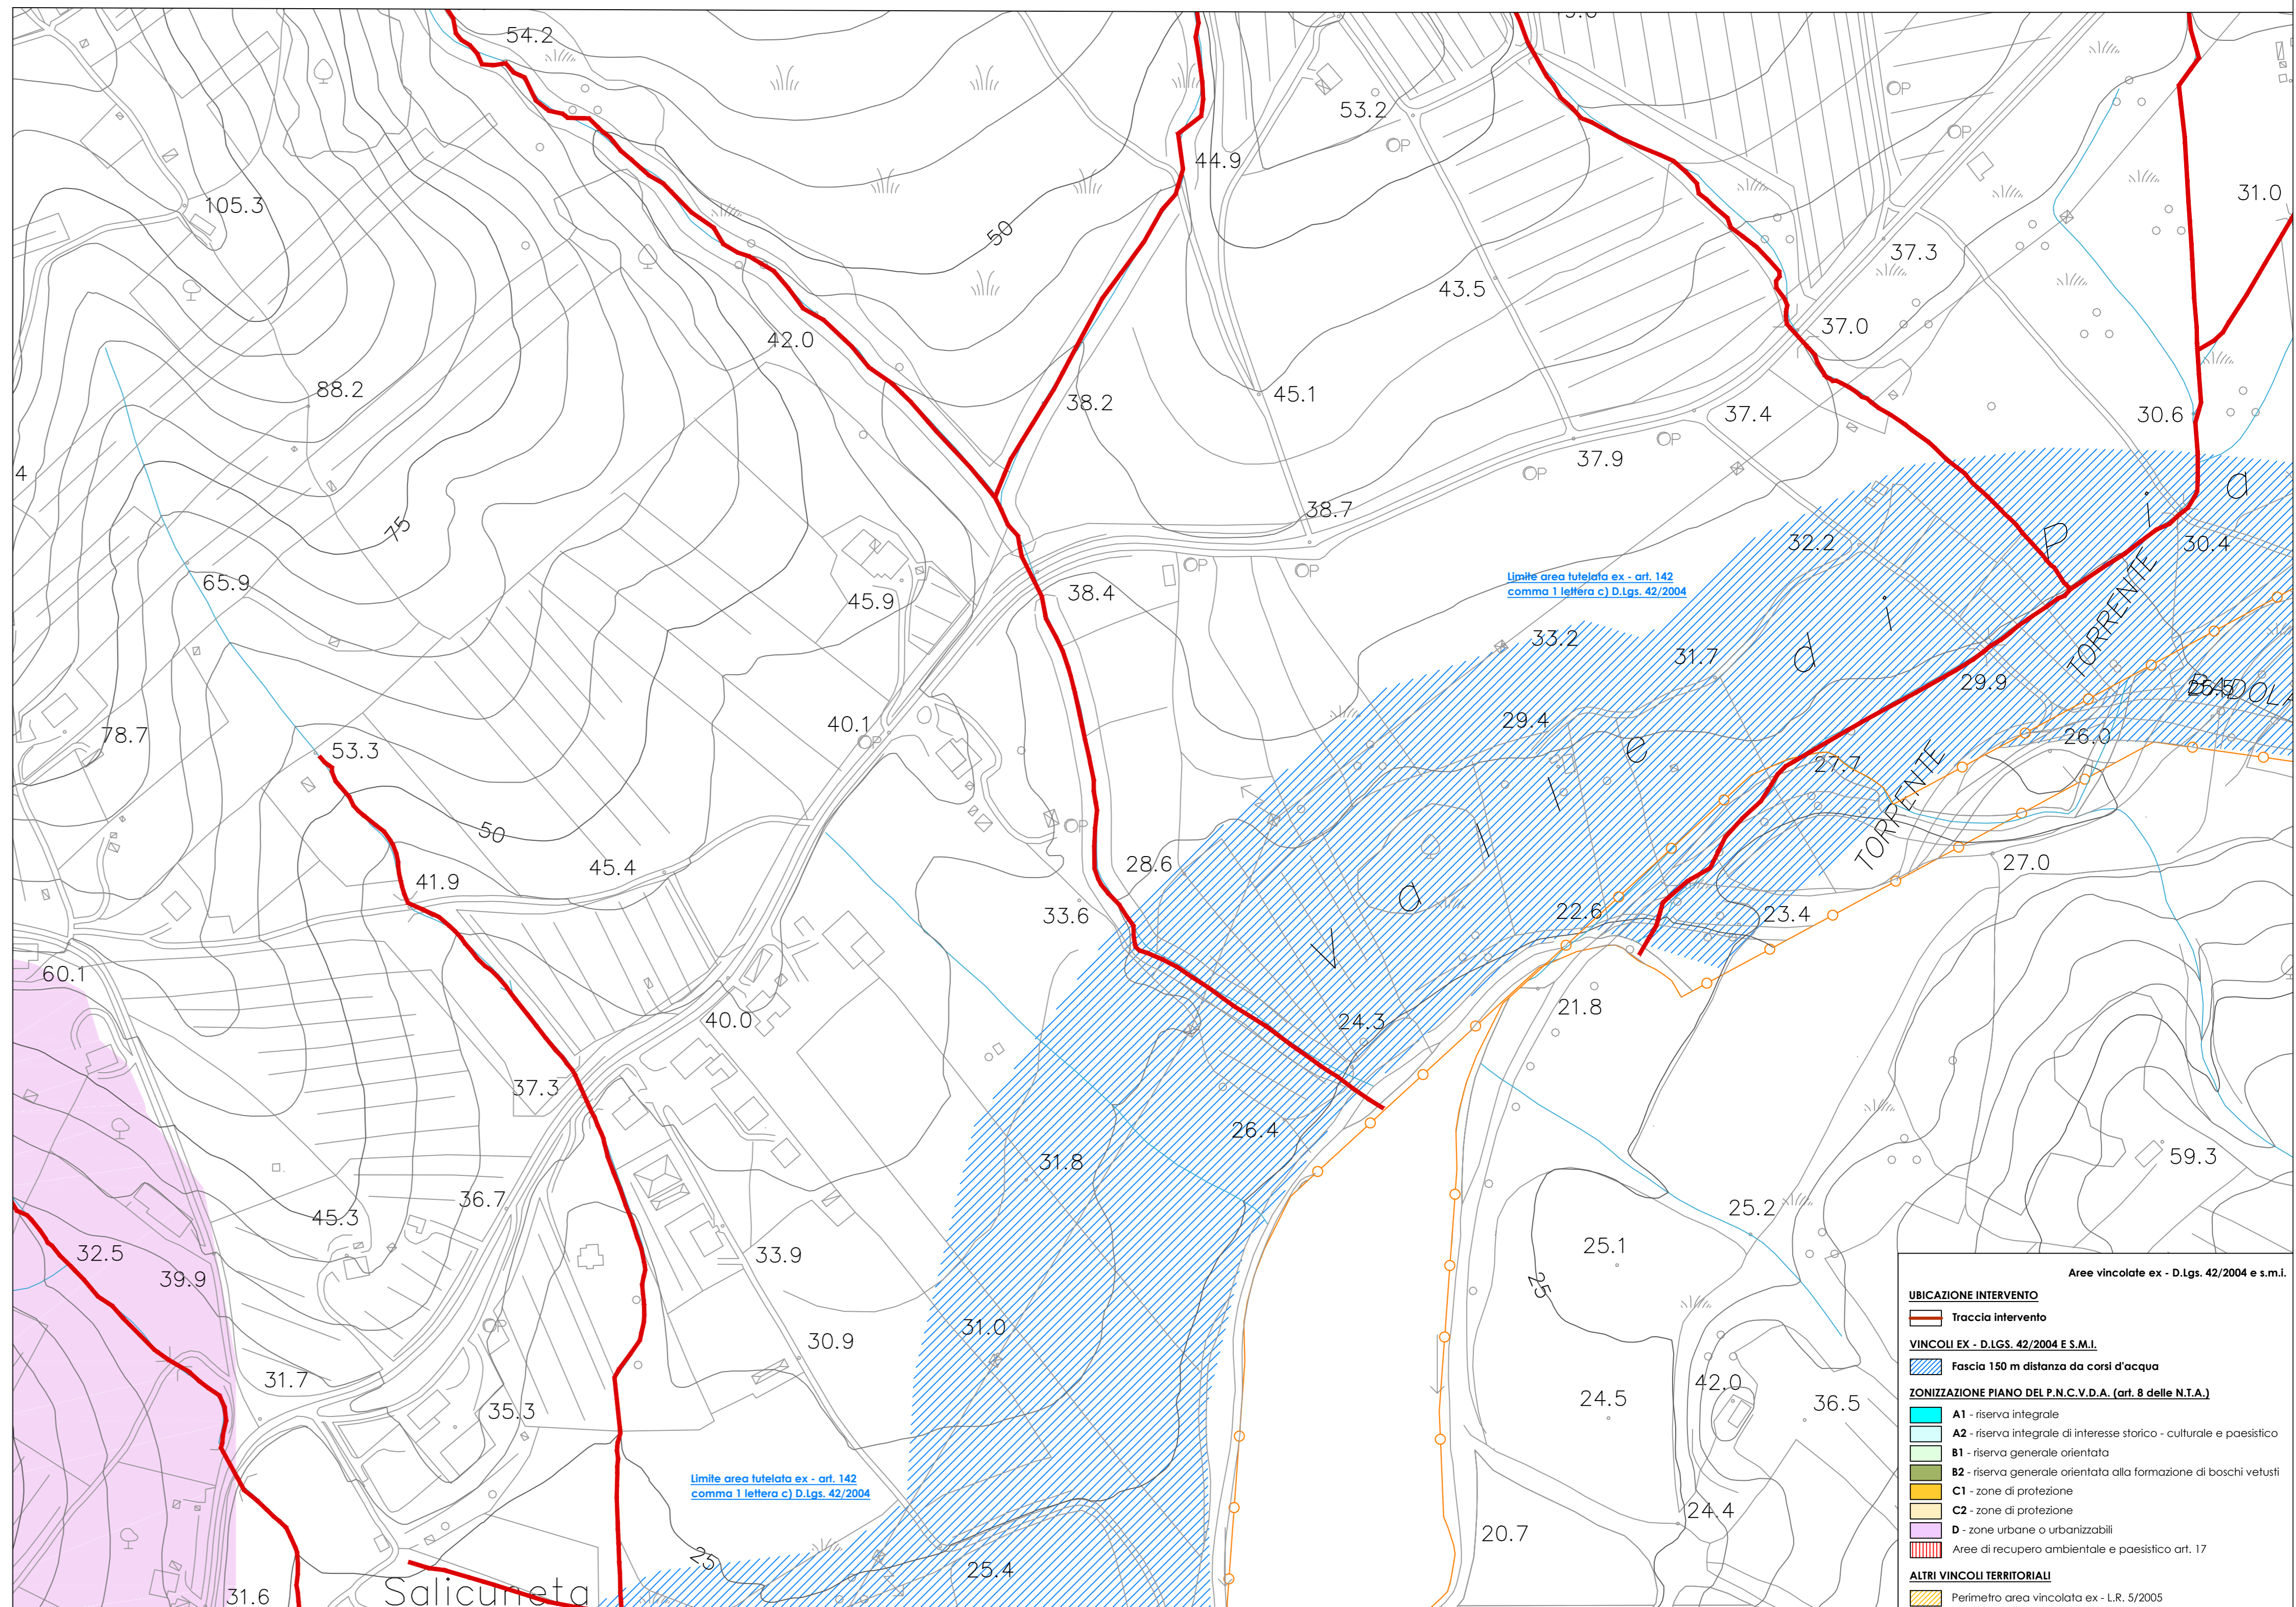 54.2
53.2
44.9
105.3
31.0
50
37.3
43.5
37.0
42.0
88.2
38.2
45.1
37.4
30.6
37.9
4
75
38.7
P
i
a
32.2
30.4
65.9
45.9
38.4
Limite area tutelata ex - art. 142
comma 1 lettera c) D.Lgs. 42/2004
TORRENTE
33.2
31.7
d
i
29.9
78.7
40.1
29.4
e
26.0
53.3
27.7
TORRENTE
50
45.4
28.6
l
l
27.0
41.9
33.6
a
22.6
23.4
V
60.1
40.0
24.3
21.8
37.3
26.4
31.8
59.3
45.3
36.7
25.2
32.5
39.9
33.9
25.1
25
31.7
30.9
31.0
35.3
24.5
42.0
36.5
Limite area tutelata ex - art. 142
comma 1 lettera c) D.Lgs. 42/2004
20.7
24.4
25
25.4
31.6
Salicuneta
OP
OP
OP
OP
OP
OP
OP
OP
OP
OP
Aree vincolate ex - D.Lgs. 42/2004 e s.m.i.
UBICAZIONE INTERVENTO
Traccia intervento
VINCOLI EX - D.LGS. 42/2004 E S.M.I.
Fascia 150 m distanza da corsi d'acqua
ZONIZZAZIONE PIANO DEL P.N.C.V.D.A. (art. 8 delle N.T.A.)
A1 - riserva integrale
A2 - riserva integrale di interesse storico - culturale e paesistico
B1 - riserva generale orientata
B2 - riserva generale orientata alla formazione di boschi vetusti
C1 - zone di protezione
C2 - zone di protezione
D - zone urbane o urbanizzabili
Aree di recupero ambientale e paesistico art. 17
ALTRI VINCOLI TERRITORIALI
Perimetro area vincolata ex - L.R. 5/2005